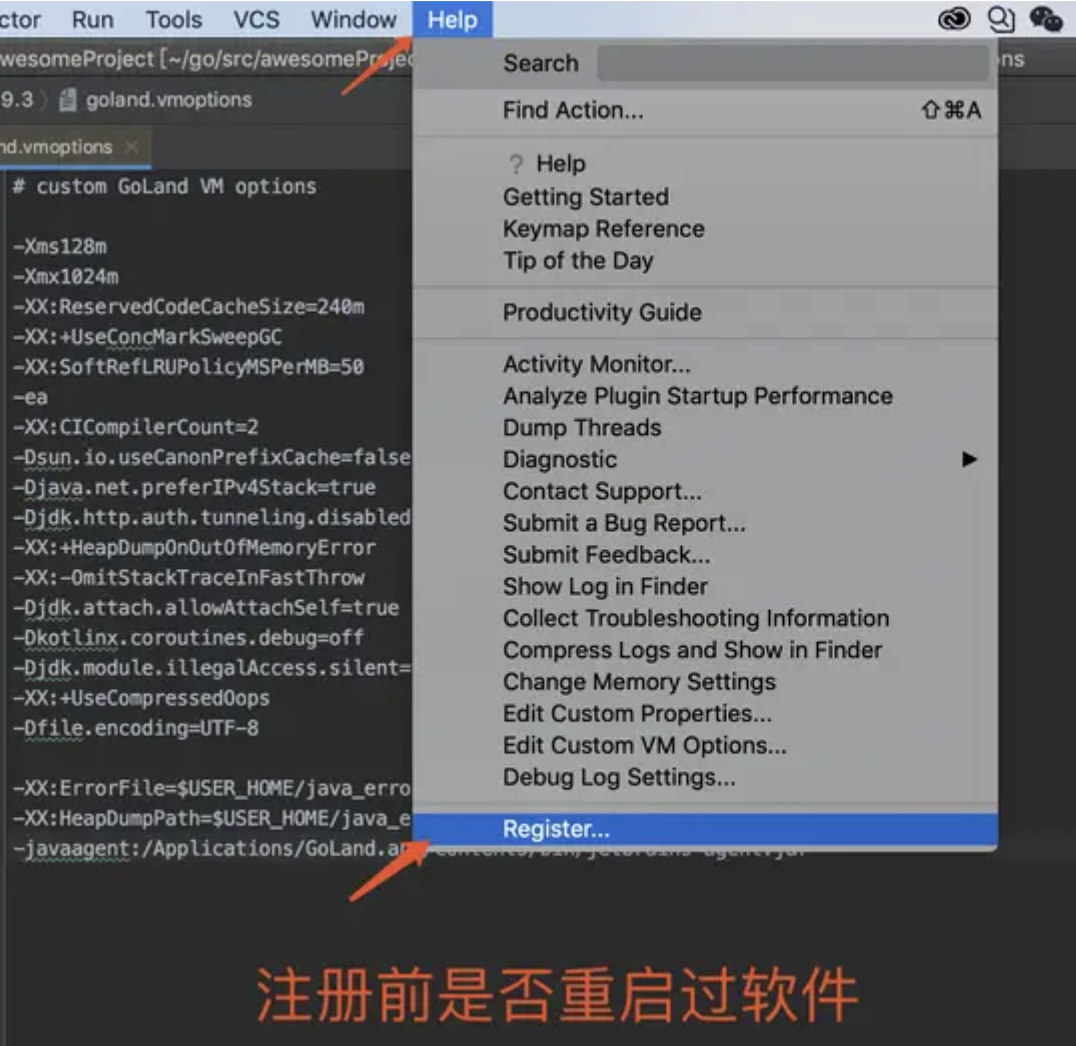 Run Tools VCS Window Help
awesomeProject [~/go/src/awesomeProjec
9.3 goland.vmoptions
nd.vmoptions ×
# custom GoLand VM options
-Xms128m
-Xmx1024m
-XX:ReservedCodeCacheSize=240m
-XX:+UseConcMarkSweepGC
-XX:SoftRefLRUPolicyMSPerMB=50
-ea
-XX:CICompilerCount=2
-Dsun.io.useCanonPrefixCache=false
-Djava.net.preferIPv4Stack=true
-Djdk.http.auth.tunneling.disabled
-XX:+HeapDumpOnOutOfMemoryError
-XX:-OmitStackTraceInFastThrow
-Djdk.attach.allowAttachSelf=true
-Dkotlinx.coroutines.debug=off
-Djdk.module.illegalAccess.silent=
-XX:+UseCompressedOops
-Dfile.encoding=UTF-8
-XX:ErrorFile=$USER_HOME/java_erro
-XX:HeapDumpPath=$USER_HOME/java_e
-javaagent:/Applications/GoLand.ap
Search
Find Action... ⇧⌘A
? Help
Getting Started
Keymap Reference
Tip of the Day
Productivity Guide
Activity Monitor...
Analyze Plugin Startup Performance
Dump Threads
Diagnostic ▶
Contact Support...
Submit a Bug Report...
Submit Feedback...
Show Log in Finder
Collect Troubleshooting Information
Compress Logs and Show in Finder
Change Memory Settings
Edit Custom Properties...
Edit Custom VM Options...
Debug Log Settings...
Register...
注册前是否重启过软件